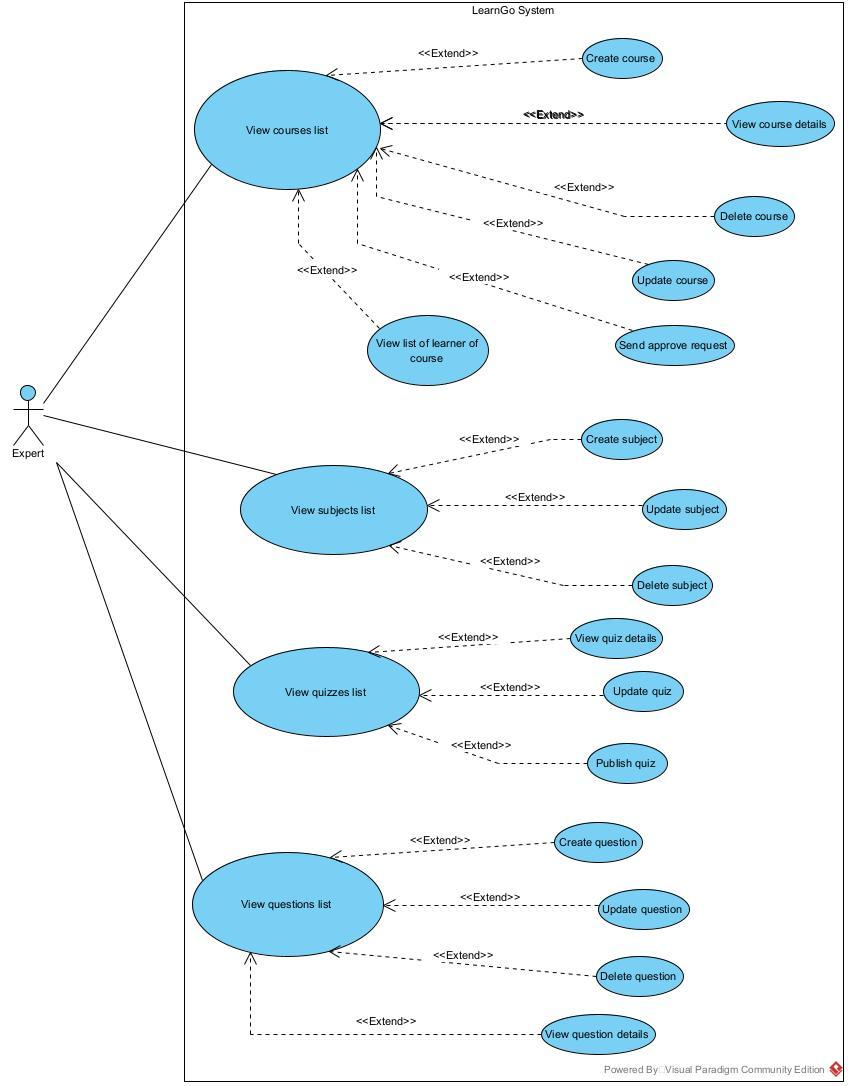 LearnGo System
<<Extend>>
Create course
View courses list
<<Extend>>
View course details
<<Extend>>
Delete course
<<Extend>>
Update course
<<Extend>>
<<Extend>>
Send approve request
View list of learner of
course
Expert
<<Extend>>
Create subject
View subjects list
<<Extend>>
Update subject
<<Extend>>
Delete subject
<<Extend>>
View quiz details
View quizzes list
<<Extend>>
Update quiz
<<Extend>>
Publish quiz
<<Extend>>
Create question
View questions list
<<Extend>>
Update question
<<Extend>>
Delete question
<<Extend>>
View question details
Powered By Visual Paradigm Community Edition